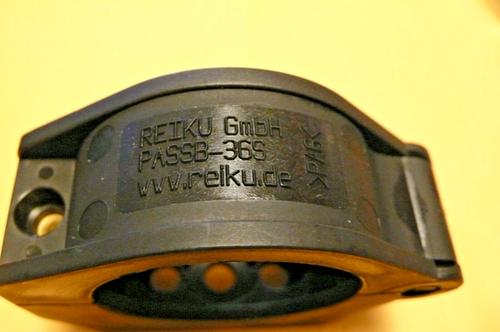 REIKU GmbH
PASSB-36S
www.reiku.de
>PA6<